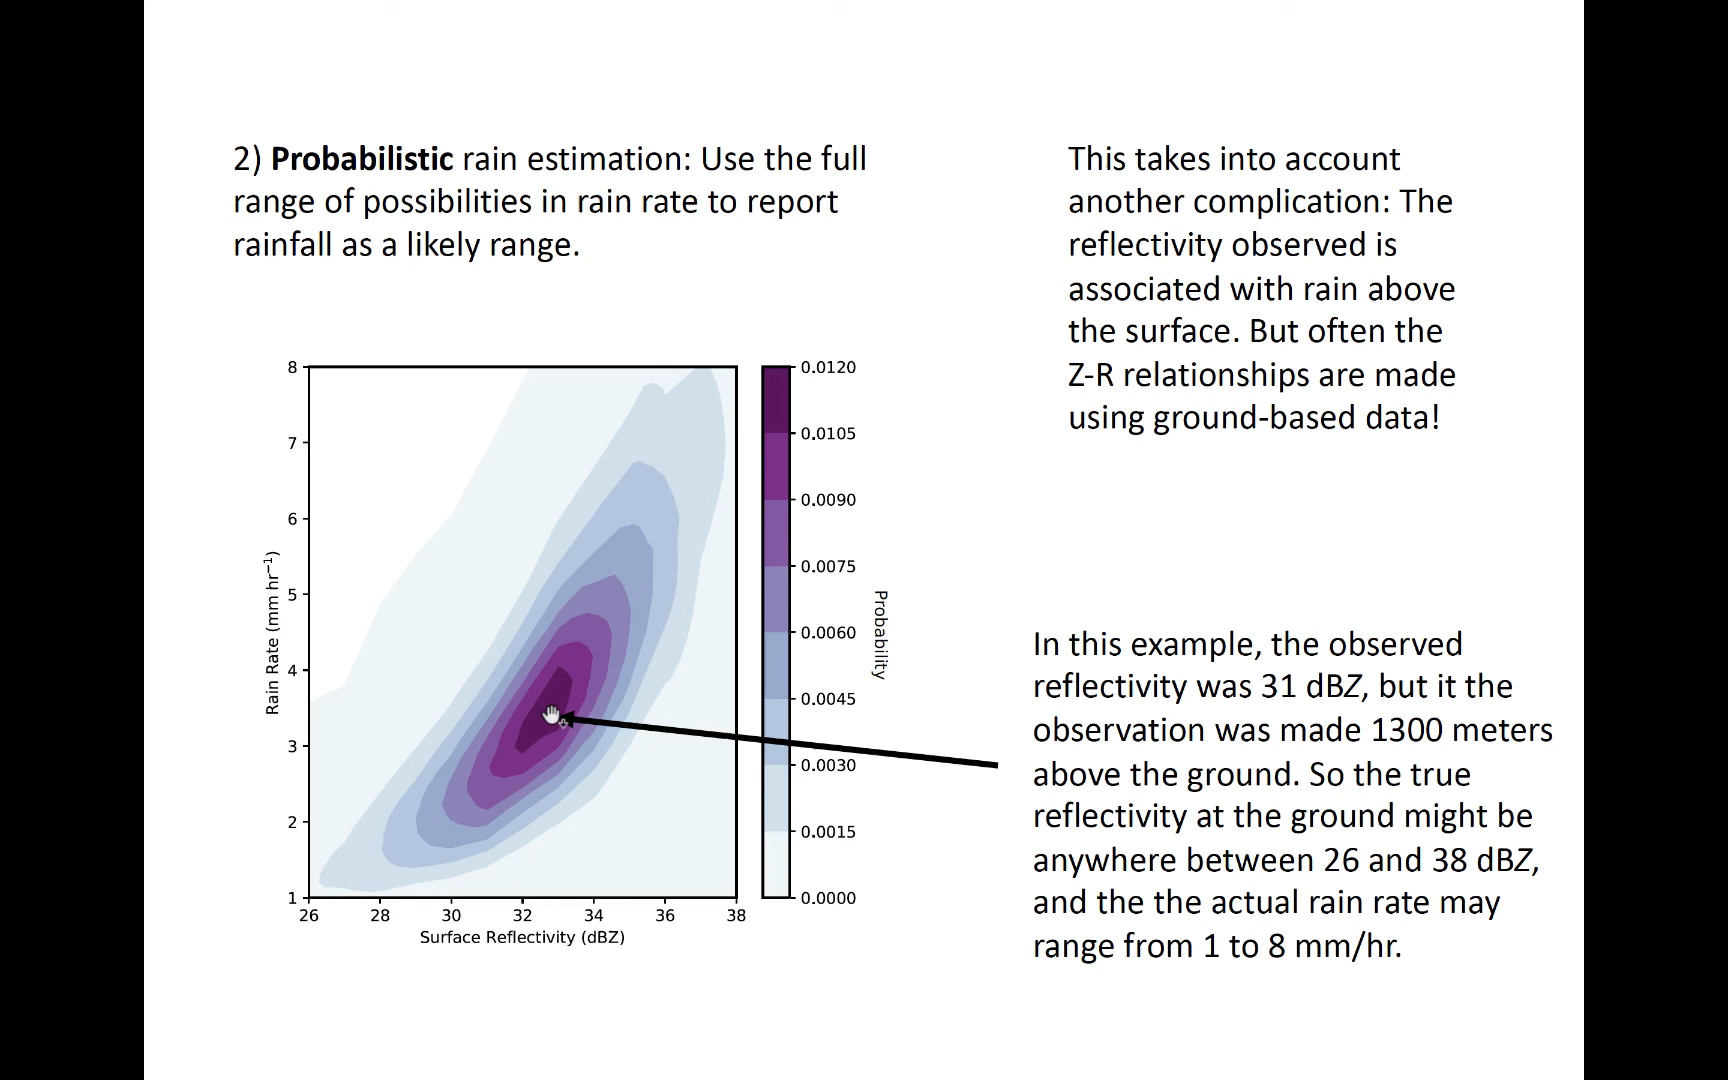 2) Probabilistic rain estimation: Use the full
range of possibilities in rain rate to report
rainfall as a likely range.
This takes into account
another complication: The
reflectivity observed is
associated with rain above
the surface. But often the
Z-R relationships are made
using ground-based data!
8
7
6
5
4
3
2
1
Rain Rate (mm hr⁻¹)
26 28 30 32 34 36 38
Surface Reflectivity (dBZ)
0.0120
0.0105
0.0090
0.0075
0.0060
0.0045
0.0030
0.0015
0.0000
Probability
In this example, the observed
reflectivity was 31 dBZ, but it the
observation was made 1300 meters
above the ground. So the true
reflectivity at the ground might be
anywhere between 26 and 38 dBZ,
and the the actual rain rate may
range from 1 to 8 mm/hr.